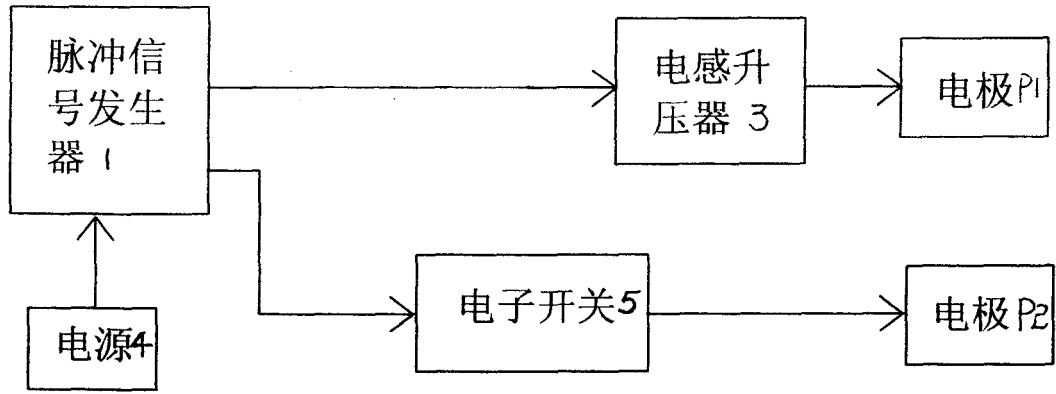 脉冲信
号发生
器 1
电感升
压器 3
电极P1
电子开关5
电极P2
电源4